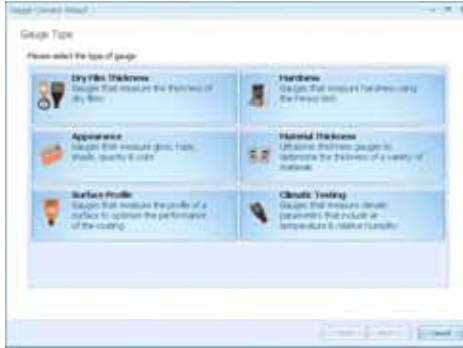 Gauge Type
Please select the type of gauge
Dry Film Thickness
Gauges that measure the thickness of
dry films
Hardness
Gauges that measure hardness using
the
Appearance
Gauges that measure gloss, haze,
shade, opacity & color
Material Thickness
Ultrasonic thickness gauges to
determine the thickness of a variety of
materials
Surface Profile
Gauges that measure the profile of a
surface to optimise the performance
of the coating
Climatic Testing
Gauges that measure climatic
parameters that include air
temperature & relative humidity
Cancel